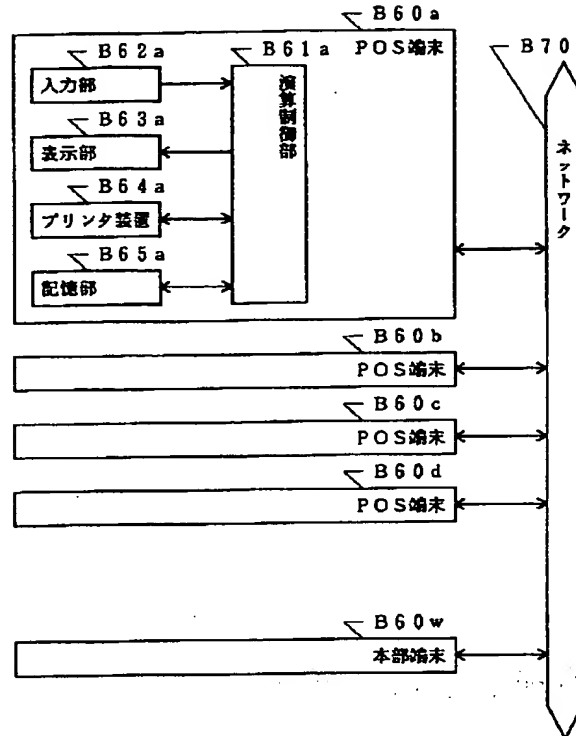 B60a
POS端末
B62a
入力部
B61a
演算制御部
B63a
表示部
B64a
プリンタ装置
B65a
記憶部
B70
ネットワーク
B60b
POS端末
B60c
POS端末
B60d
POS端末
B60w
本部端末